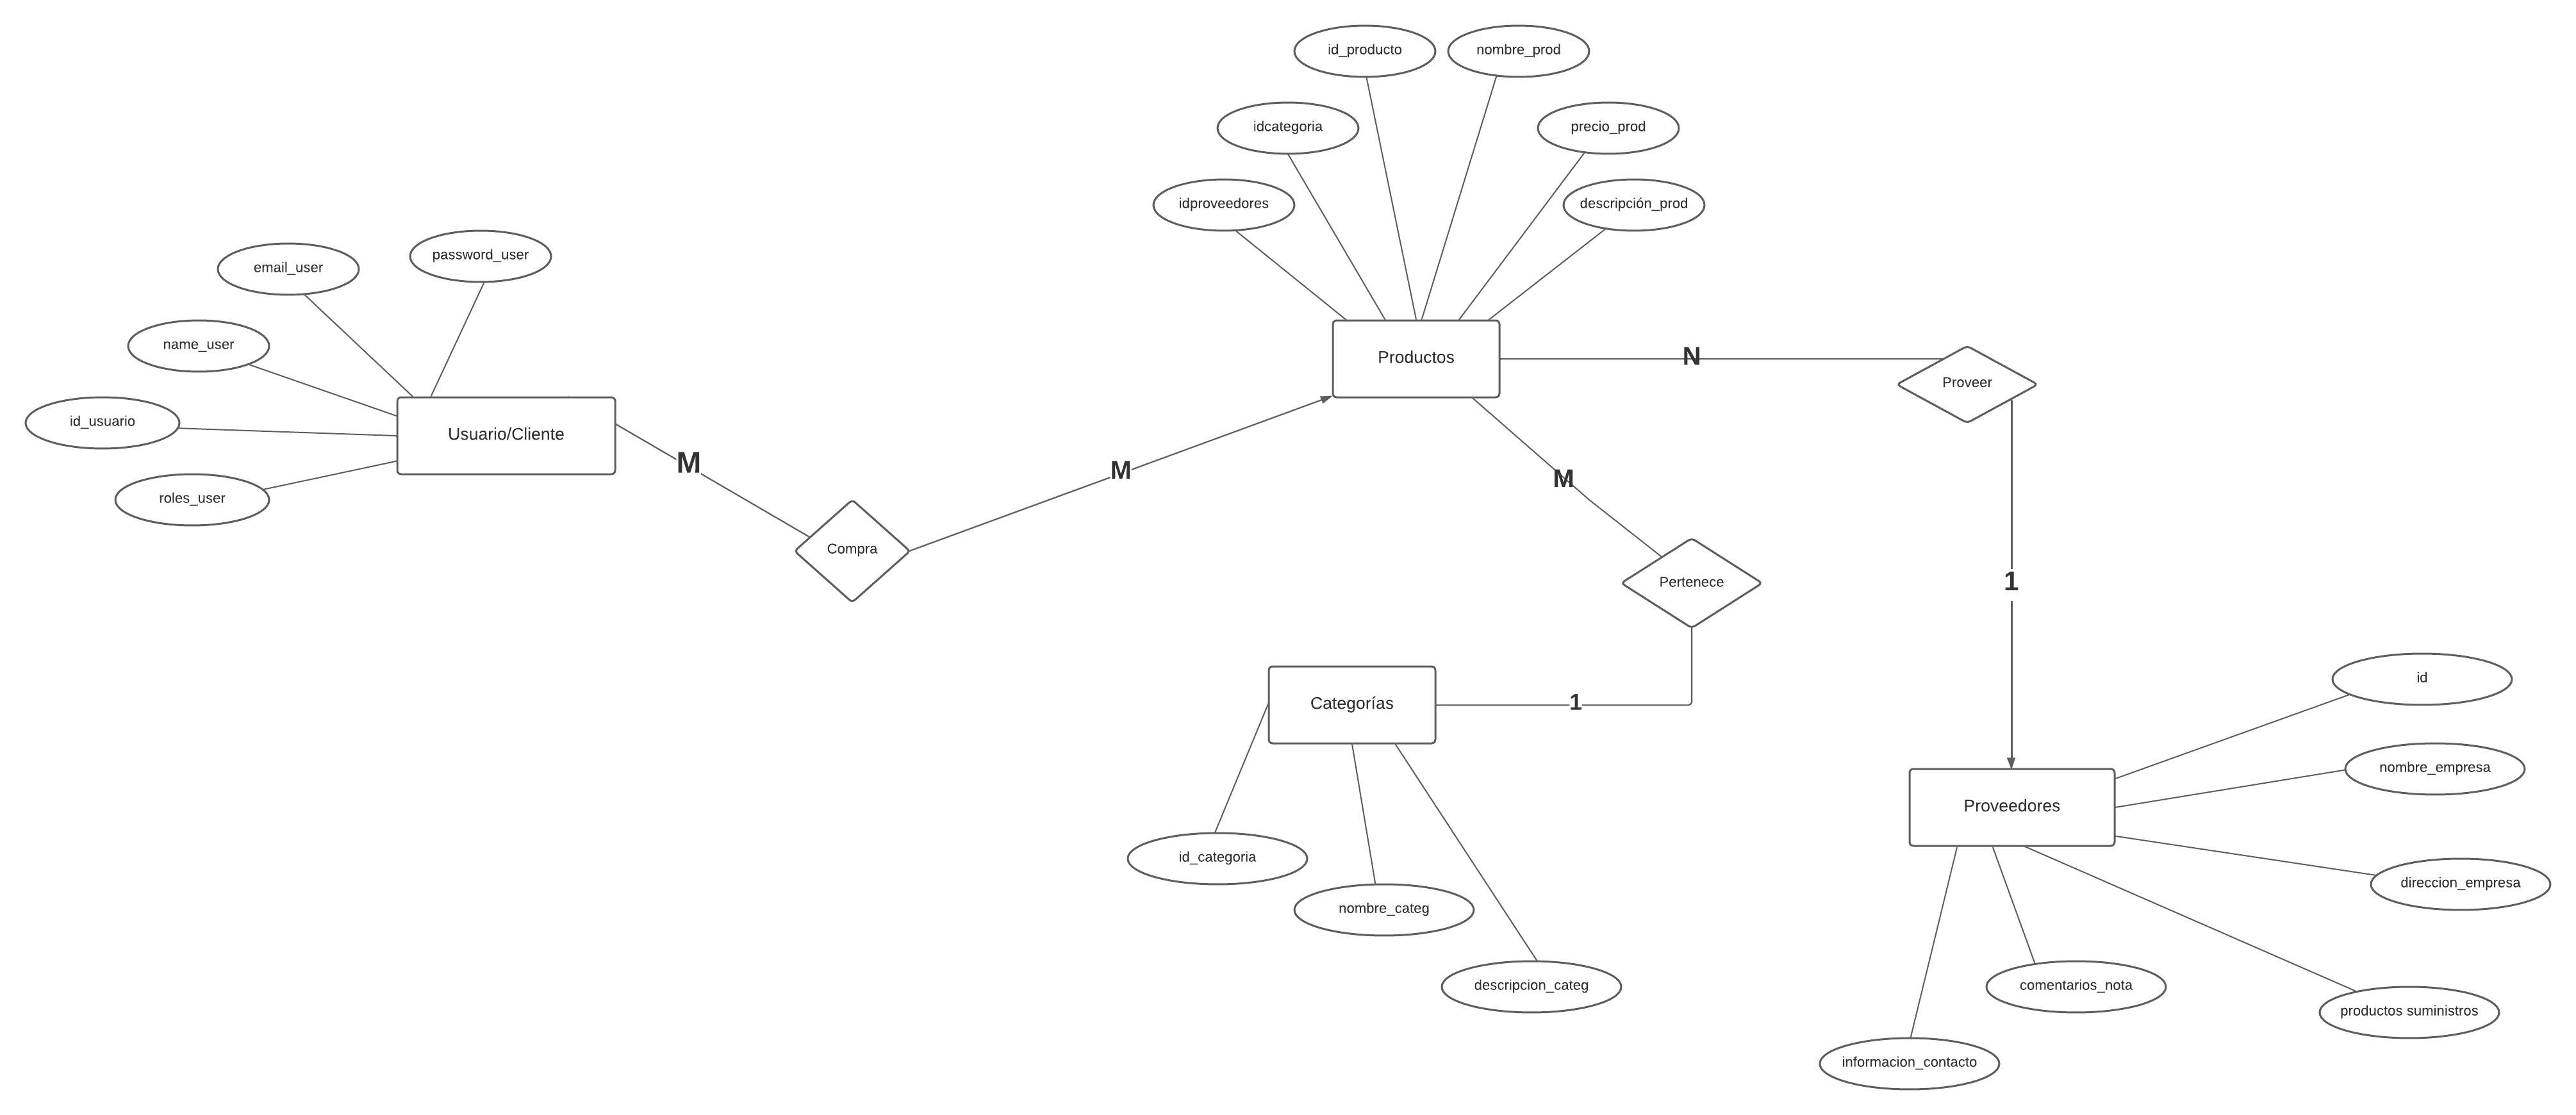 id_producto
nombre_prod
idcategoria
precio_prod
idproveedores
descripción_prod
email_user
password_user
name_user
id_usuario
roles_user
Usuario/Cliente
M
Compra
M
Productos
N
Proveer
M
Pertenece
1
1
Categorías
id_categoria
nombre_categ
descripcion_categ
Proveedores
id
nombre_empresa
direccion_empresa
comentarios_nota
productos suministros
informacion_contacto